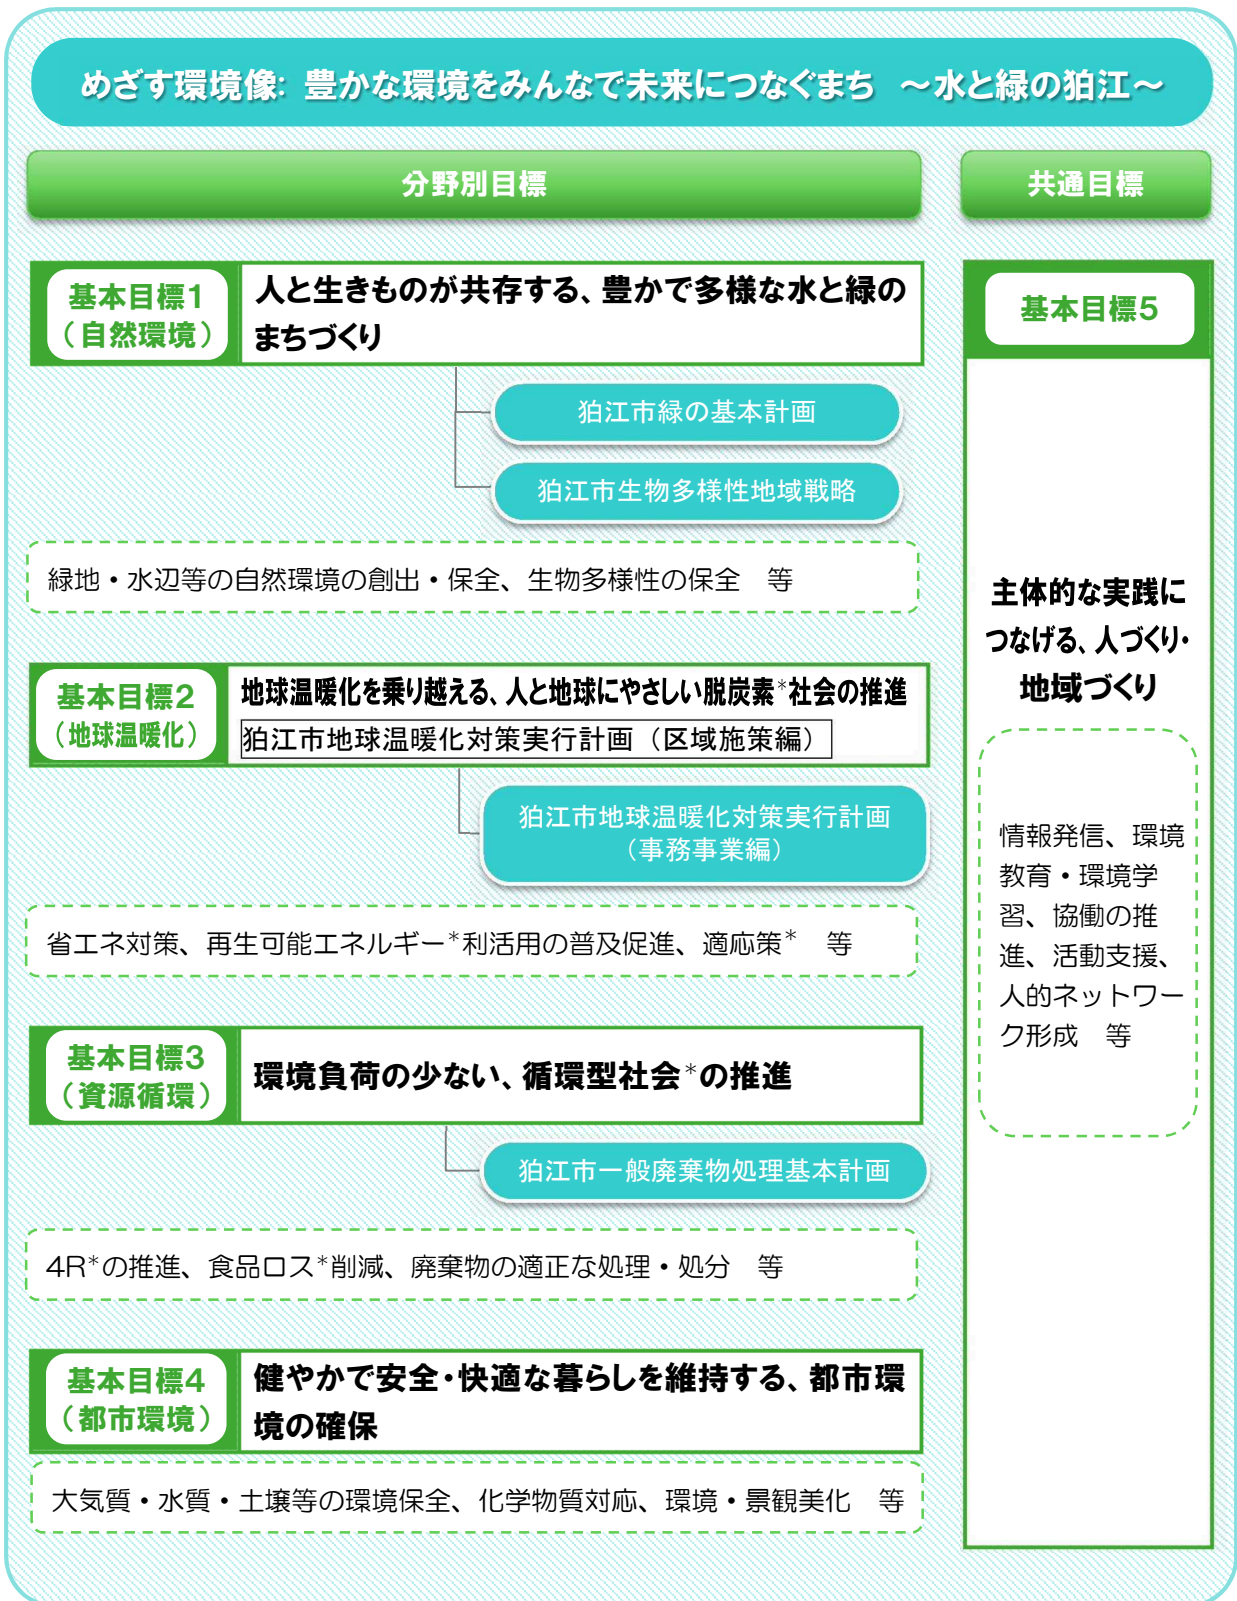 めざす環境像: 豊かな環境をみんなで未来につなぐまち ～水と緑の狛江～
分野別目標
共通目標
基本目標1
（自然環境）
人と生きものが共存する、豊かで多様な水と緑の
まちづくり
狛江市緑の基本計画
狛江市生物多様性地域戦略
緑地・水辺等の自然環境の創出・保全、生物多様性の保全　等
基本目標2
（地球温暖化）
地球温暖化を乗り越える、人と地球にやさしい脱炭素*社会の推進
狛江市地球温暖化対策実行計画（区域施策編）
狛江市地球温暖化対策実行計画
（事務事業編）
省エネ対策、再生可能エネルギー*利活用の普及促進、適応策*　等
基本目標3
（資源循環）
環境負荷の少ない、循環型社会*の推進
狛江市一般廃棄物処理基本計画
4R*の推進、食品ロス*削減、廃棄物の適正な処理・処分　等
基本目標4
（都市環境）
健やかで安全・快適な暮らしを維持する、都市環
境の確保
大気質・水質・土壌等の環境保全、化学物質対応、環境・景観美化　等
基本目標5
主体的な実践に
つなげる、人づくり・
地域づくり
情報発信、環境
教育・環境学
習、協働の推
進、活動支援、
人的ネットワー
ク形成　等